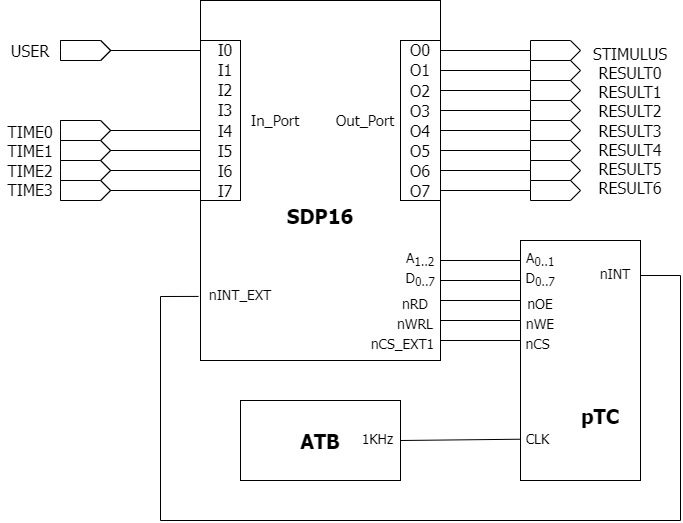 USER
I0
O0
STIMULUS
I1
O1
RESULT0
I2
O2
RESULT1
I3
O3
RESULT2
In_Port
Out_Port
TIME0
I4
O4
RESULT3
TIME1
I5
O5
RESULT4
TIME2
I6
O6
RESULT5
TIME3
I7
O7
RESULT6
SDP16
A1..2
A0..1
D0..7
D0..7
nINT
nINT_EXT
nRD
nOE
nWRL
nWE
nCS_EXT1
nCS
pTC
ATB
1KHz
CLK